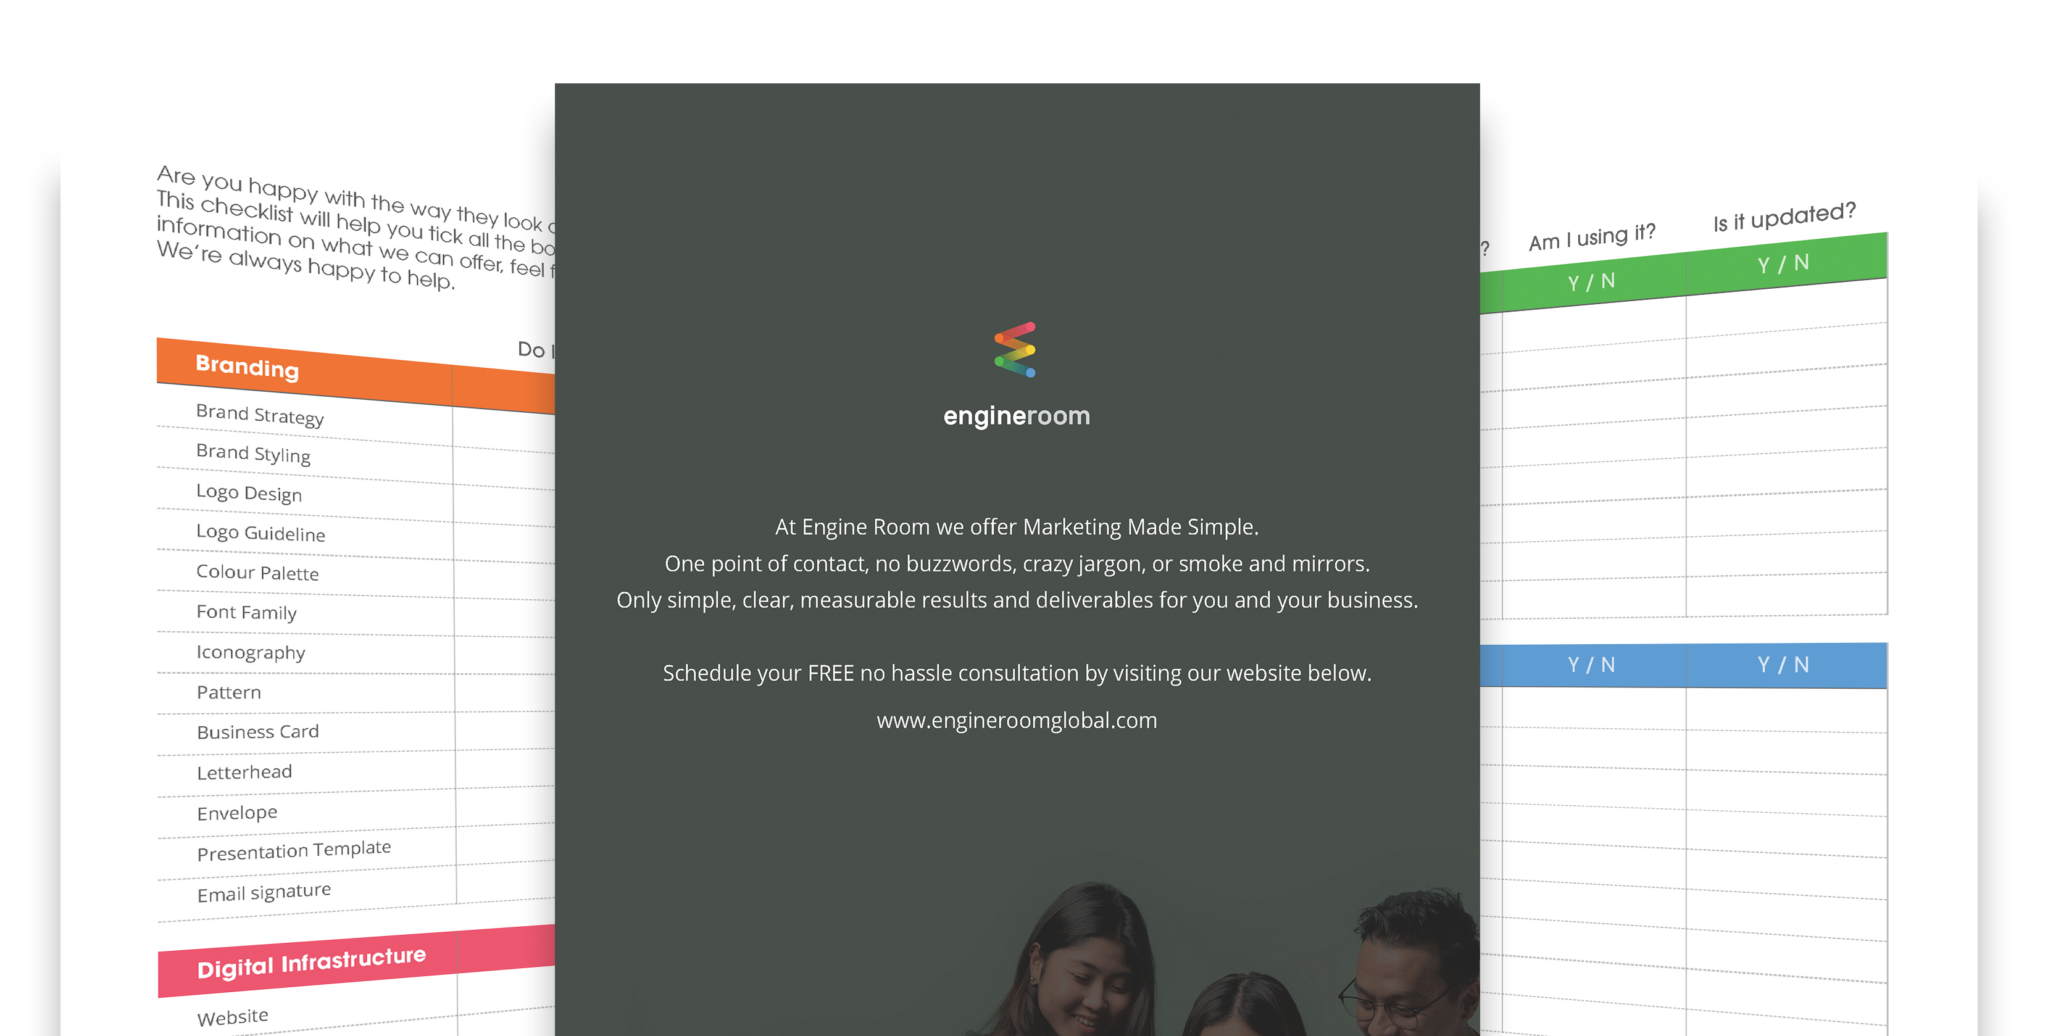 Are you happy with the way they look
This checklist will help you tick all the
information on what we can offer, feel
We're always happy to help.
Do
Branding
Brand Strategy
Brand Styling
Logo Design
Logo Guideline
Colour Palette
Font Family
Iconography
Pattern
Business Card
Letterhead
Envelope
Presentation Template
Email signature
Digital Infrastructure
Website
engineroom
At Engine Room we offer Marketing Made Simple.
One point of contact, no buzzwords, crazy jargon, or smoke and mirrors.
Only simple, clear, measurable results and deliverables for you and your business.
Schedule your FREE no hassle consultation by visiting our website below.
www.engineroomglobal.com
? Am I using it? Is it updated?
Y / N Y / N
Y / N Y / N